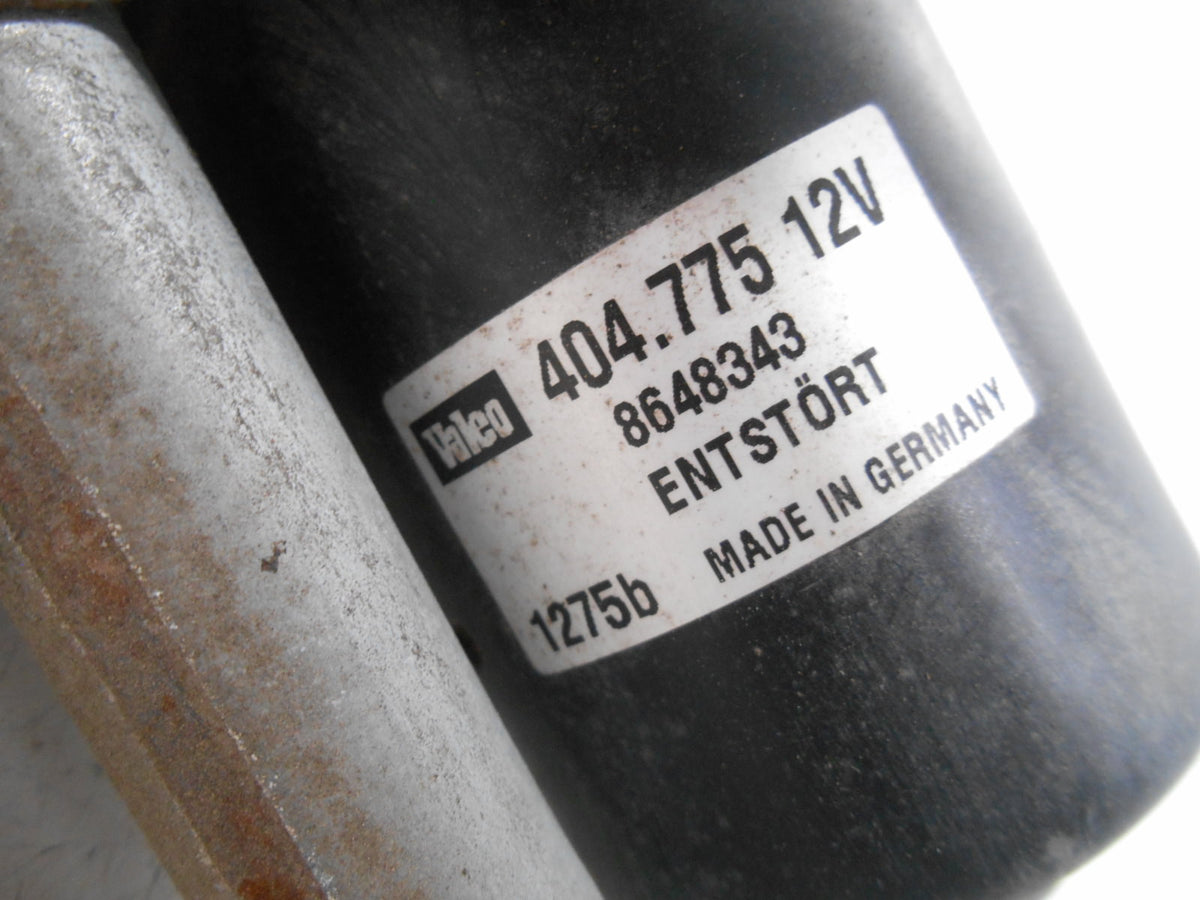 Valeo
404.775 12V
8648343
ENTSTÖRT
MADE IN GERMANY
1275b